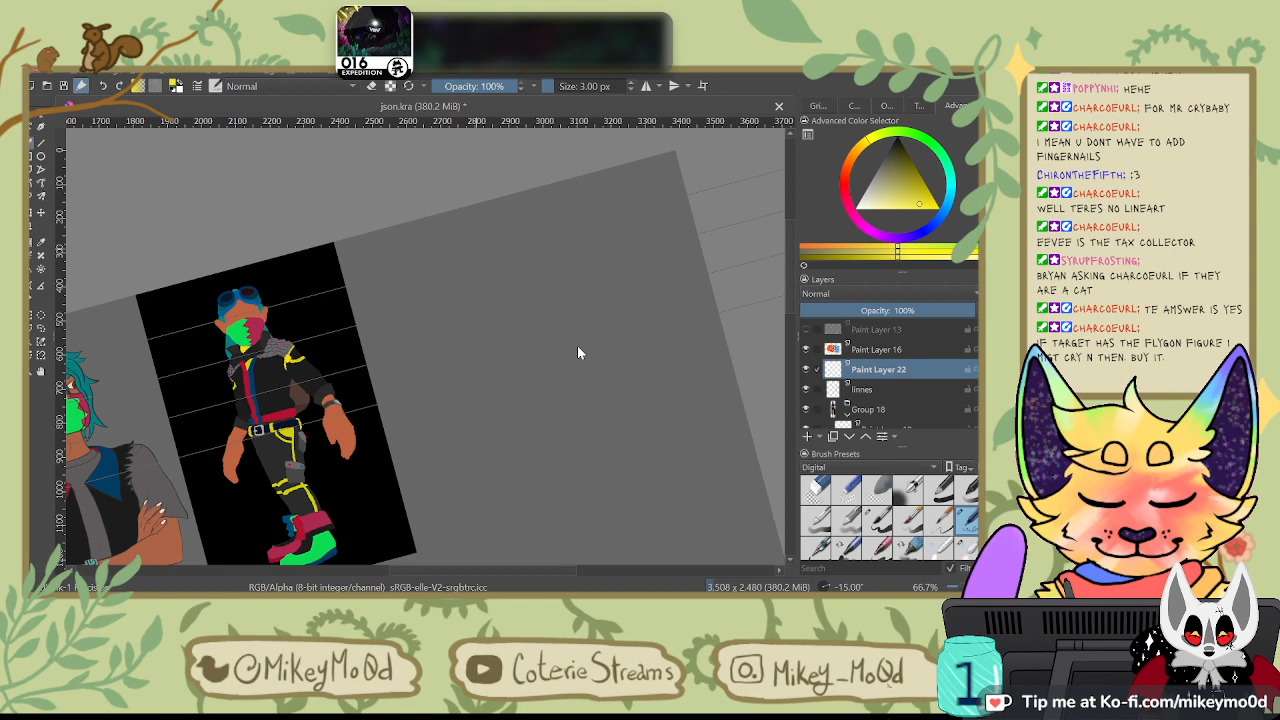 016
EXPEDITION
Normal
Opacity: 100%
Size: 3.00 px
json.kra (380.2 MiB) *
1700 1800 1900 2000 2100 2200 2300 2400 2500 2600 2700 2800 2900 3000 3100 3200 3300 3400 3500 3600 3700
Gri... C... O... T... Advan
Advanced Color Selector
Layers
Normal
Opacity: 100%
Paint Layer 13
Paint Layer 16
Paint Layer 22
linnes
Group 18
Brush Presets
Digital
Tag
Search
RGB/Alpha (8-bit integer/channel) sRGB-elle-V2-srgbtrc.icc
3,508 x 2,480 (380.2 MiB)
-15.00°
66.7%
POPPYNHI: HEHE
CHARCOEURL: FOR MR CRYBABY
CHARCOEURL:
I MEAN U DONT HAVE TO ADD
FINGERNAILS
CHIRONTHEFIFTH: :3
CHARCOEURL:
WELL TERES NO LINEART
CHARCOEURL:
EEVEE IS THE TAX COLLECTOR
SYRUPFROSTING:
BRYAN ASKING CHARCOEURL IF THEY
ARE A CAT
CHARCOEURL: TE AMSWER IS YES
CHARCOEURL:
IF TARGET HAS THE FLYGON FIGURE I
MIGT CRY N THEN. BUY IT.
@MikeyMo0d
CoterieStreams
Mikey_Mo0d
1
Tip me at Ko-fi.com/mikeymo0d